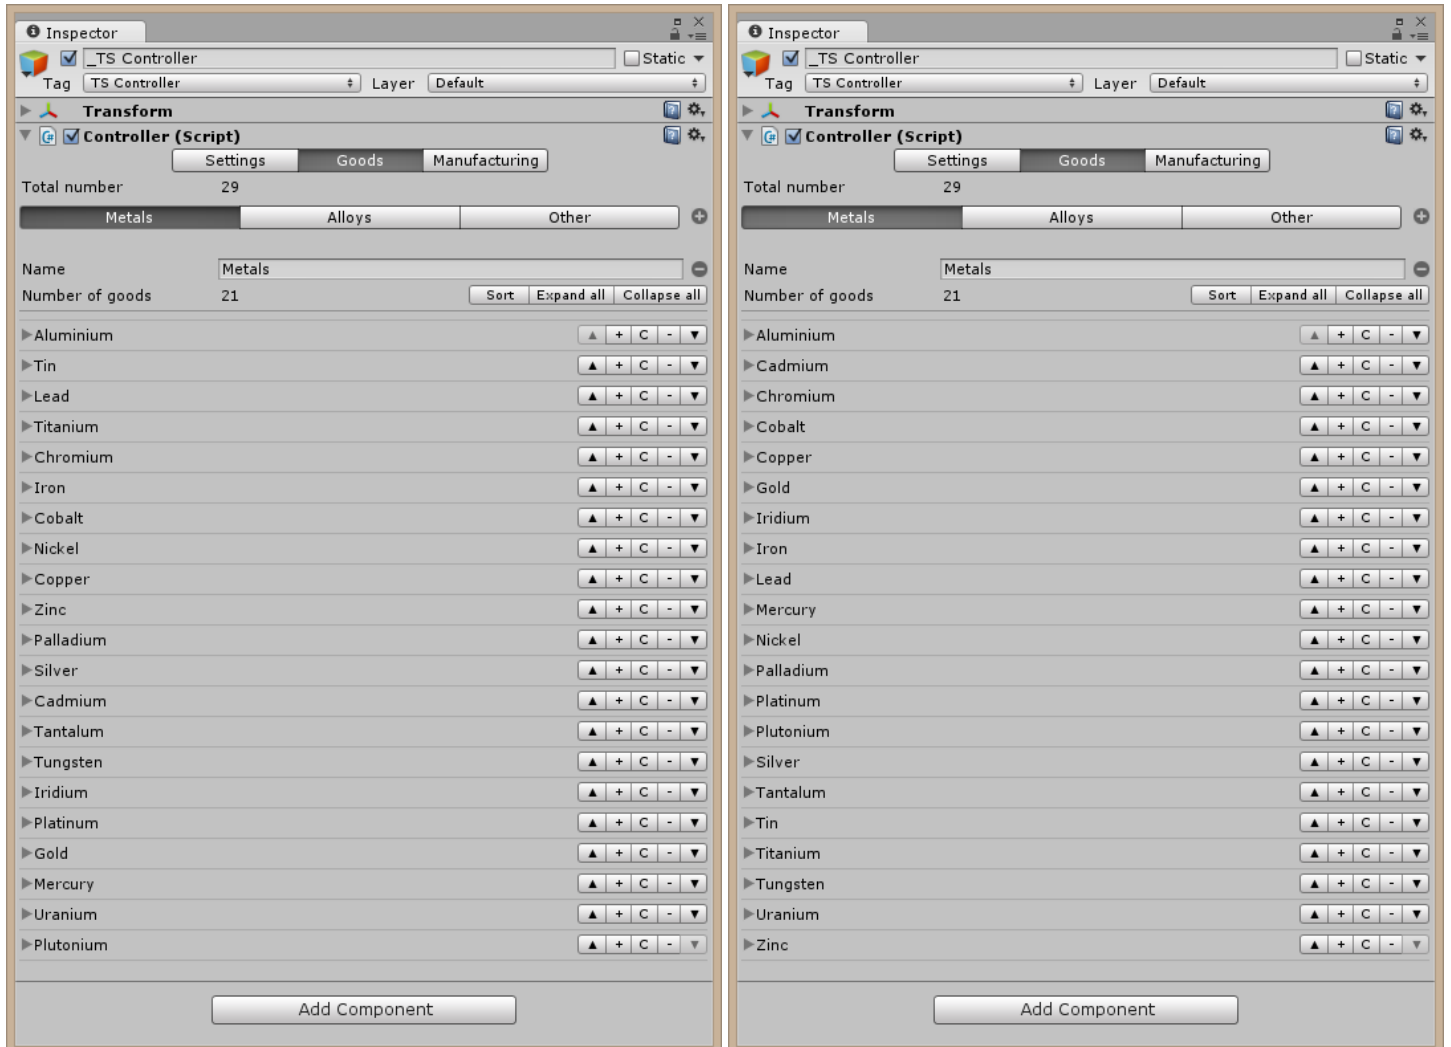 Inspector
_TS Controller Static
Tag TS Controller Layer Default
Transform
Controller (Script)
Settings Goods Manufacturing
Total number 29
Metals Alloys Other
Name Metals
Number of goods 21 Sort Expand all Collapse all
Aluminium + C -
Tin + C -
Lead + C -
Titanium + C -
Chromium + C -
Iron + C -
Cobalt + C -
Nickel + C -
Copper + C -
Zinc + C -
Palladium + C -
Silver + C -
Cadmium + C -
Tantalum + C -
Tungsten + C -
Iridium + C -
Platinum + C -
Gold + C -
Mercury + C -
Uranium + C -
Plutonium + C -
Add Component
Inspector
_TS Controller Static
Tag TS Controller Layer Default
Transform
Controller (Script)
Settings Goods Manufacturing
Total number 29
Metals Alloys Other
Name Metals
Number of goods 21 Sort Expand all Collapse all
Aluminium + C -
Cadmium + C -
Chromium + C -
Cobalt + C -
Copper + C -
Gold + C -
Iridium + C -
Iron + C -
Lead + C -
Mercury + C -
Nickel + C -
Palladium + C -
Platinum + C -
Plutonium + C -
Silver + C -
Tantalum + C -
Tin + C -
Titanium + C -
Tungsten + C -
Uranium + C -
Zinc + C -
Add Component